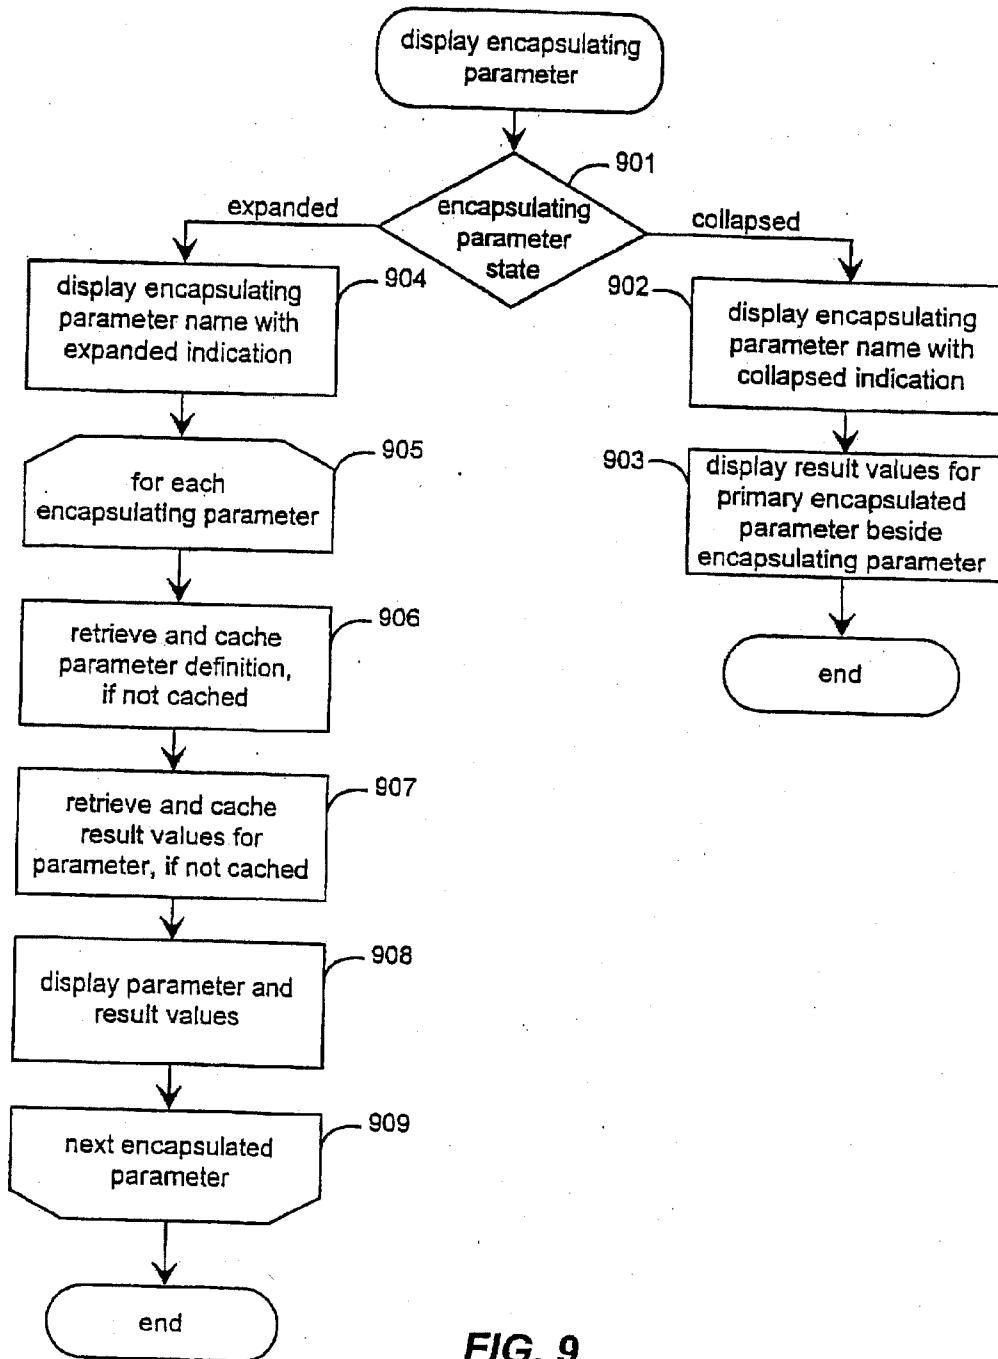 display encapsulating
parameter
901
encapsulating
parameter
state
expanded
collapsed
904
display encapsulating
parameter name with
expanded indication
902
display encapsulating
parameter name with
collapsed indication
905
for each
encapsulating parameter
903
display result values for
primary encapsulated
parameter beside
encapsulating parameter
906
retrieve and cache
parameter definition,
if not cached
end
907
retrieve and cache
result values for
parameter, if not cached
908
display parameter and
result values
909
next encapsulated
parameter
end
FIG. 9